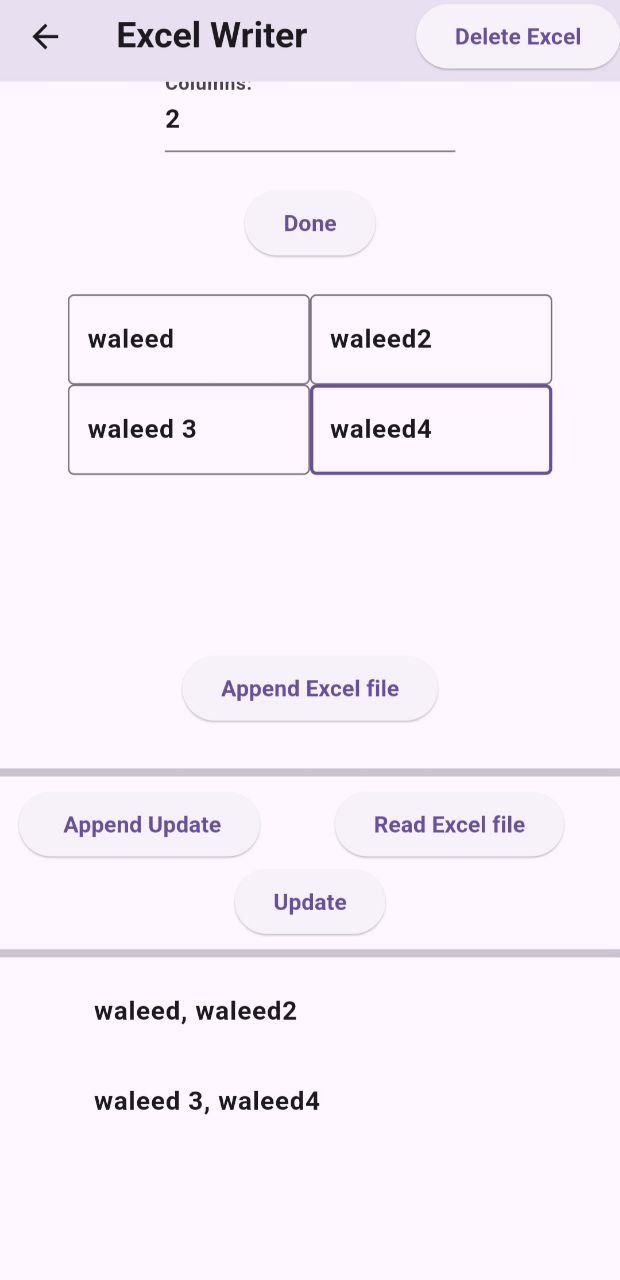 Excel Writer Delete Excel
Columns:
2
Done
waleed waleed2
waleed 3 waleed4
Append Excel file
Append Update Read Excel file
Update
waleed, waleed2
waleed 3, waleed4